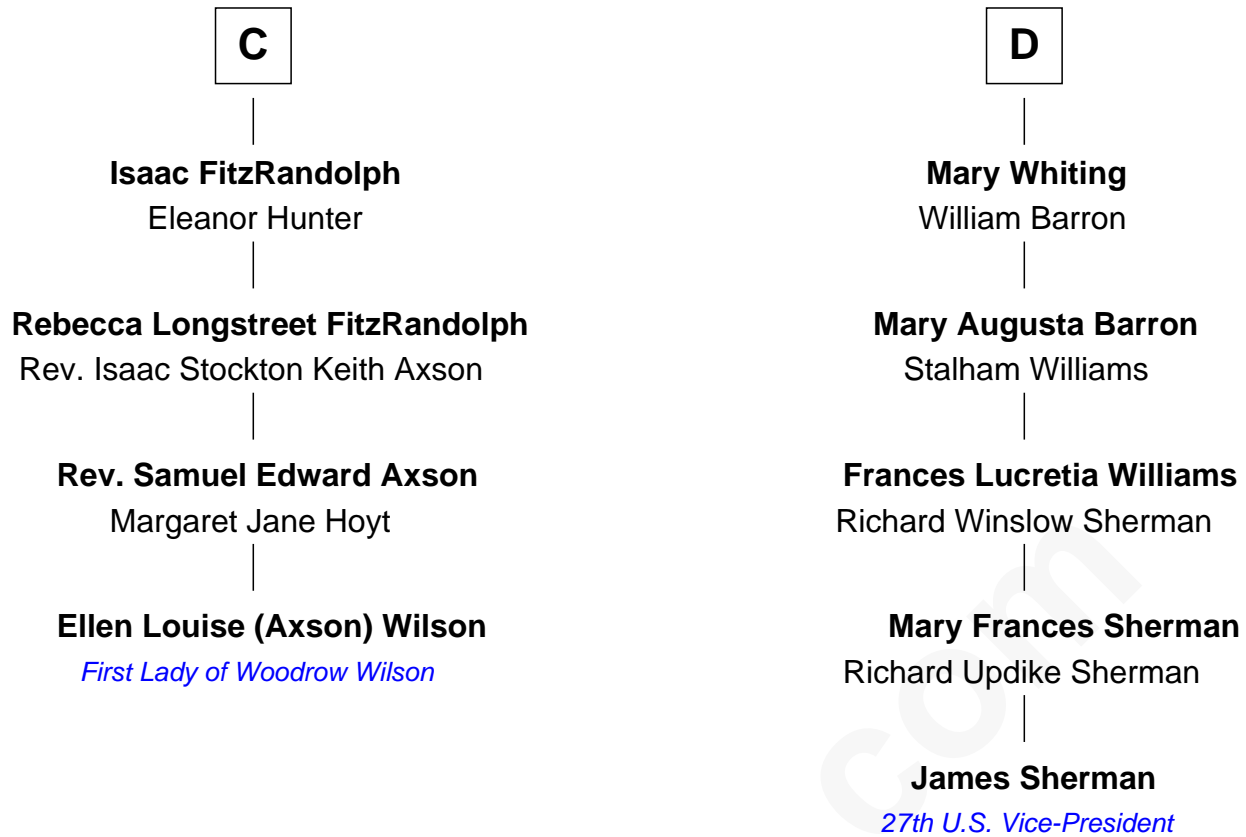 C
Isaac FitzRandolph
Eleanor Hunter
Rebecca Longstreet FitzRandolph
Rev. Isaac Stockton Keith Axson
Rev. Samuel Edward Axson
Margaret Jane Hoyt
Ellen Louise (Axson) Wilson
First Lady of Woodrow Wilson
D
Mary Whiting
William Barron
Mary Augusta Barron
Stalham Williams
Frances Lucretia Williams
Richard Winslow Sherman
Mary Frances Sherman
Richard Updike Sherman
James Sherman
27th U.S. Vice-President
com